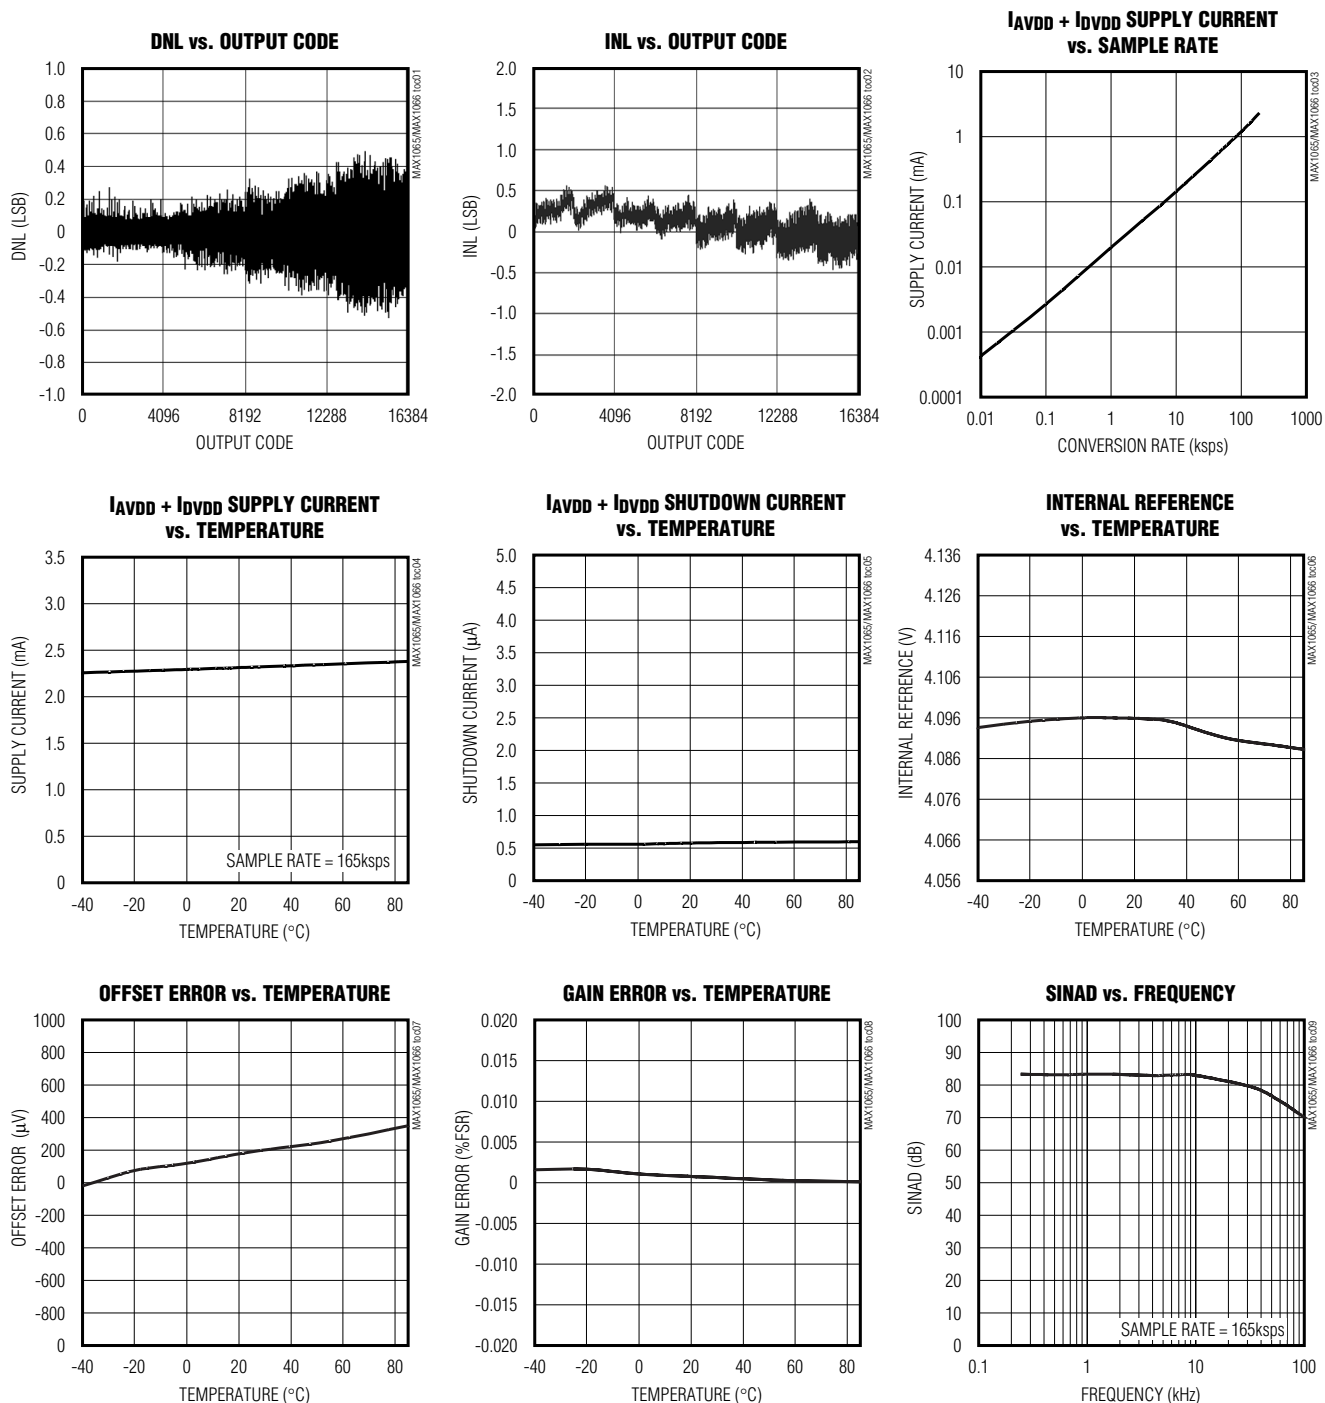 DNL vs. OUTPUT CODE
1.0
0.8
0.6
0.4
0.2
0
-0.2
-0.4
-0.6
-0.8
-1.0
DNL (LSB)
0 4096 8192 12288 16384
OUTPUT CODE
MAX1065/MAX1066 toc01
INL vs. OUTPUT CODE
2.0
1.5
1.0
0.5
0
-0.5
-1.0
-1.5
-2.0
INL (LSB)
0 4096 8192 12288 16384
OUTPUT CODE
MAX1065/MAX1066 toc02
IAVDD + IDVDD SUPPLY CURRENT
vs. SAMPLE RATE
10
1
0.1
0.01
0.001
0.0001
SUPPLY CURRENT (mA)
0.01 0.1 1 10 100 1000
CONVERSION RATE (ksps)
MAX1065/MAX1066 toc03
IAVDD + IDVDD SUPPLY CURRENT
vs. TEMPERATURE
3.5
3.0
2.5
2.0
1.5
1.0
0.5
0
SUPPLY CURRENT (mA)
SAMPLE RATE = 165ksps
-40 -20 0 20 40 60 80
TEMPERATURE (°C)
MAX1065/MAX1066 toc04
IAVDD + IDVDD SHUTDOWN CURRENT
vs. TEMPERATURE
5.0
4.5
4.0
3.5
3.0
2.5
2.0
1.5
1.0
0.5
0
SHUTDOWN CURRENT (µA)
-40 -20 0 20 40 60 80
TEMPERATURE (°C)
MAX1065/MAX1066 toc05
INTERNAL REFERENCE
vs. TEMPERATURE
4.136
4.126
4.116
4.106
4.096
4.086
4.076
4.066
4.056
INTERNAL REFERENCE (V)
-40 -20 0 20 40 60 80
TEMPERATURE (°C)
MAX1065/MAX1066 toc06
OFFSET ERROR vs. TEMPERATURE
1000
800
600
400
200
0
-200
-400
-600
-800
0
OFFSET ERROR (µV)
-40 -20 0 20 40 60 80
TEMPERATURE (°C)
MAX1065/MAX1066 toc07
GAIN ERROR vs. TEMPERATURE
0.020
0.015
0.010
0.005
0
-0.005
-0.010
-0.015
-0.020
GAIN ERROR (%FSR)
-40 -20 0 20 40 60 80
TEMPERATURE (°C)
MAX1065/MAX1066 toc08
SINAD vs. FREQUENCY
100
90
80
70
60
50
40
30
20
10
0
SINAD (dB)
SAMPLE RATE = 165ksps
0.1 1 10 100
FREQUENCY (kHz)
MAX1065/MAX1066 toc09